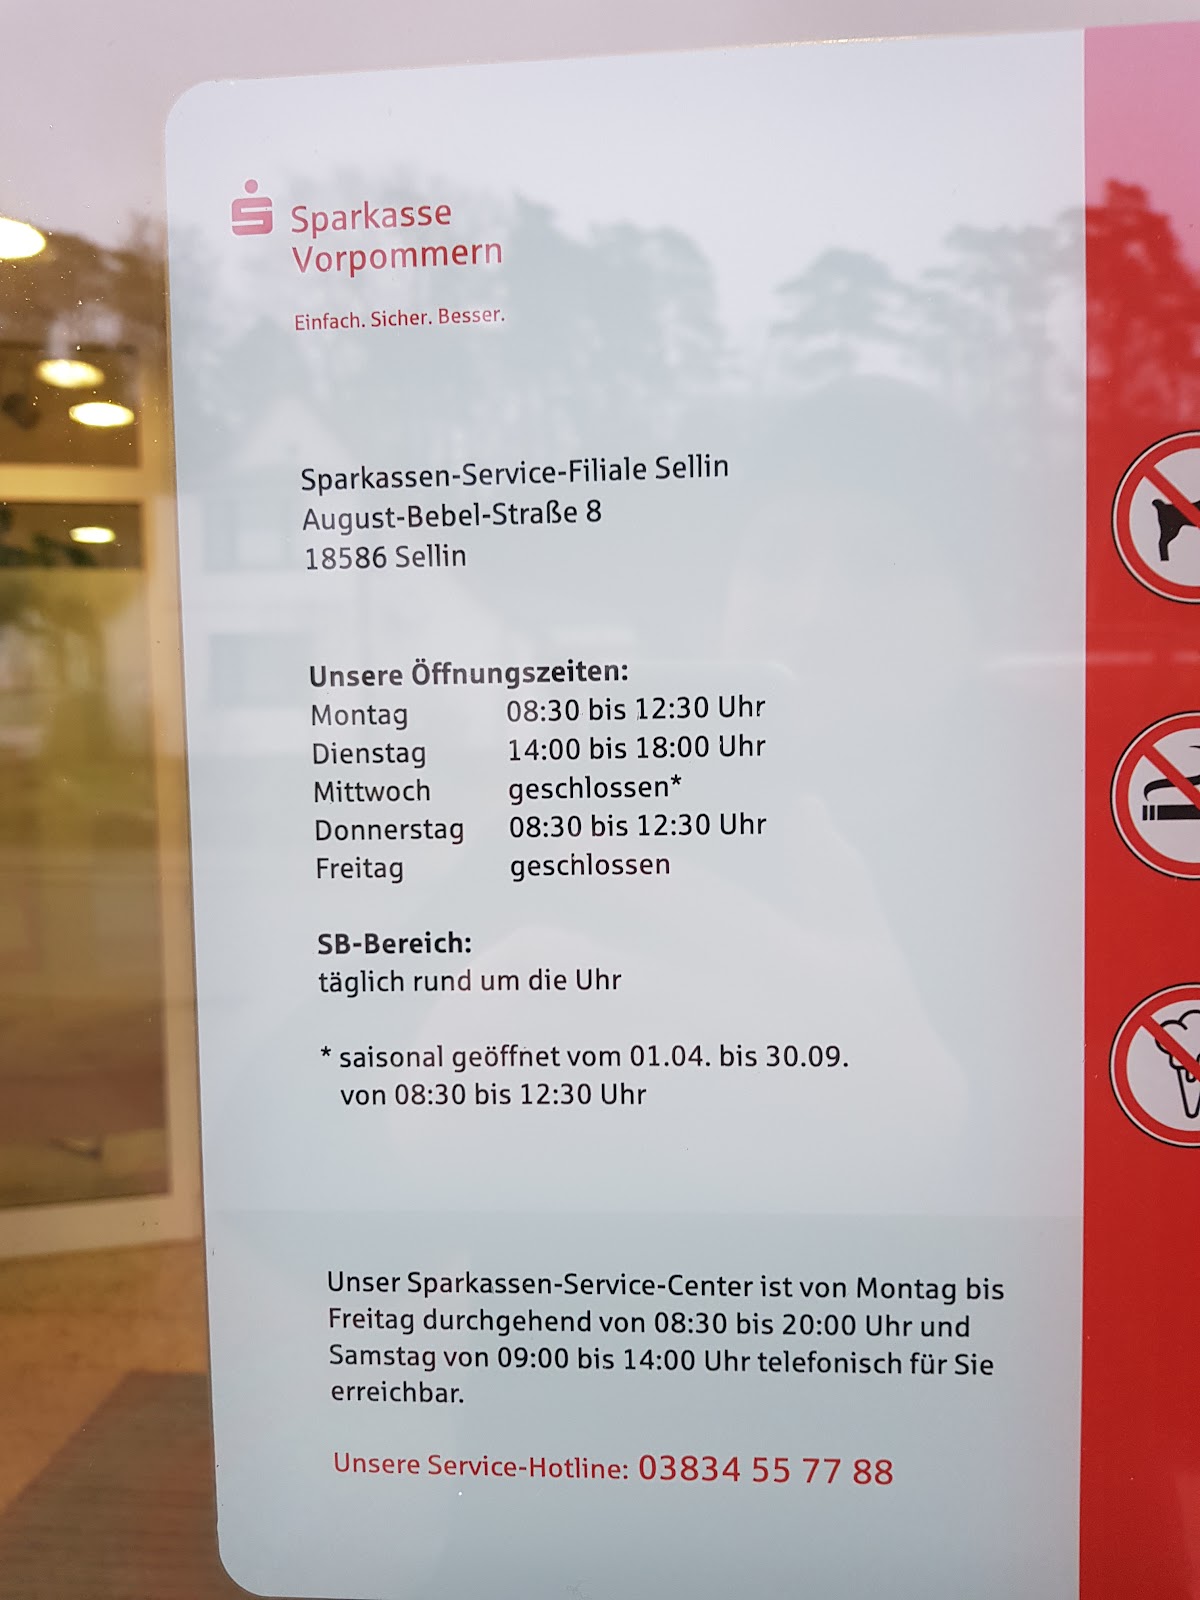 Sparkasse
Vorpommern
Einfach. Sicher. Besser.
Sparkassen-Service-Filiale Sellin
August-Bebel-Straße 8
18586 Sellin
Unsere Öffnungszeiten:
Montag 08:30 bis 12:30 Uhr
Dienstag 14:00 bis 18:00 Uhr
Mittwoch geschlossen*
Donnerstag 08:30 bis 12:30 Uhr
Freitag geschlossen
SB-Bereich:
täglich rund um die Uhr
* saisonal geöffnet vom 01.04. bis 30.09.
von 08:30 bis 12:30 Uhr
Unser Sparkassen-Service-Center ist von Montag bis
Freitag durchgehend von 08:30 bis 20:00 Uhr und
Samstag von 09:00 bis 14:00 Uhr telefonisch für Sie
erreichbar.
Unsere Service-Hotline: 03834 55 77 88